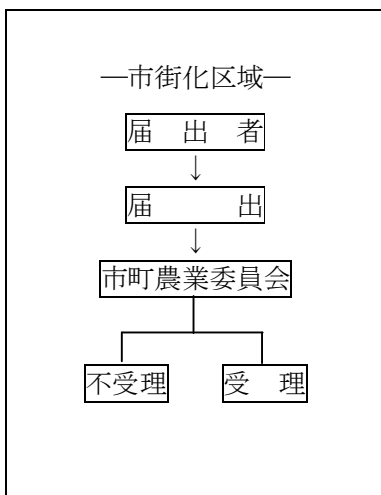 ―市街化区域―
届 出 者
↓
届 出
↓
市町農業委員会
不受理 受 理